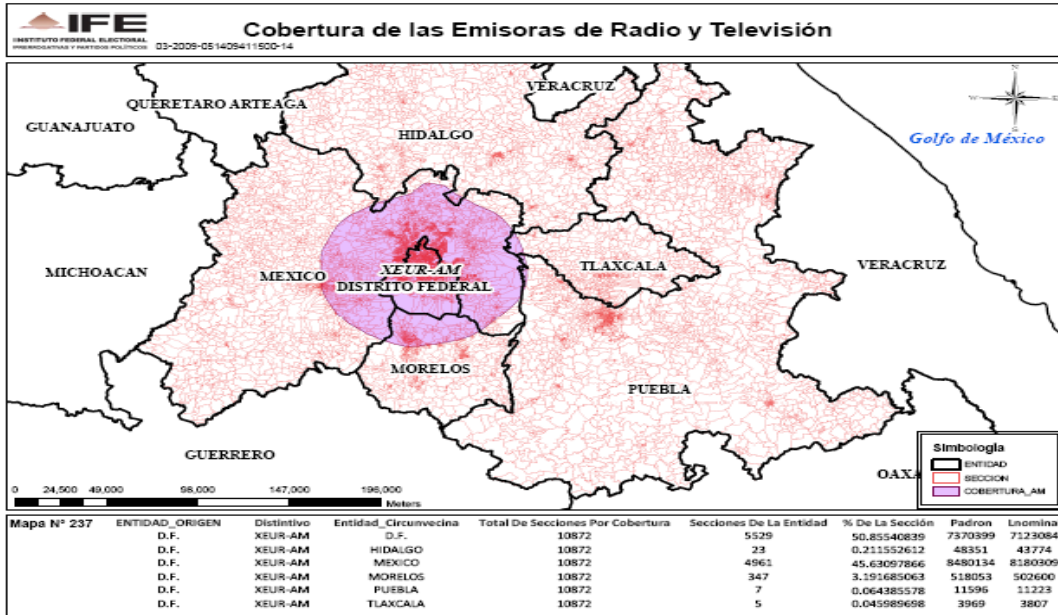 IFE
INSTITUTO FEDERAL ELECTORAL
PRERROGATIVAS Y PARTIDOS POLÍTICOS
03-2009-051409411500-14
Cobertura de las Emisoras de Radio y Televisión
VERACRUZ
QUERETARO ARTEAGA
GUANAJUATO
HIDALGO
N
W E
S
Golfo de México
MICHOACAN
MEXICO
XEUR-AM
DISTRITO FEDERAL
TLAXCALA
VERACRUZ
MORELOS
PUEBLA
GUERRERO
OAXA
Simbologia
ENTIDAD
SECCION
COBERTURA_AM
0 24,500 49,000 98,000 147,000 196,000
Meters
Mapa N° 237 ENTIDAD_ORIGEN Distintivo Entidad_Circunvecina Total De Secciones Por Cobertura Secciones De La Entidad % De La Sección Padron Lnomina
D.F. XEUR-AM D.F. 10872 5529 50.85540839 7370399 7123084
D.F. XEUR-AM HIDALGO 10872 23 0.211552612 48351 43774
D.F. XEUR-AM MEXICO 10872 4961 45.63097866 8480134 8180309
D.F. XEUR-AM MORELOS 10872 347 3.191685063 518053 502600
D.F. XEUR-AM PUEBLA 10872 7 0.064385578 11596 11223
D.F. XEUR-AM TLAXCALA 10872 5 0.045989698 3969 3807